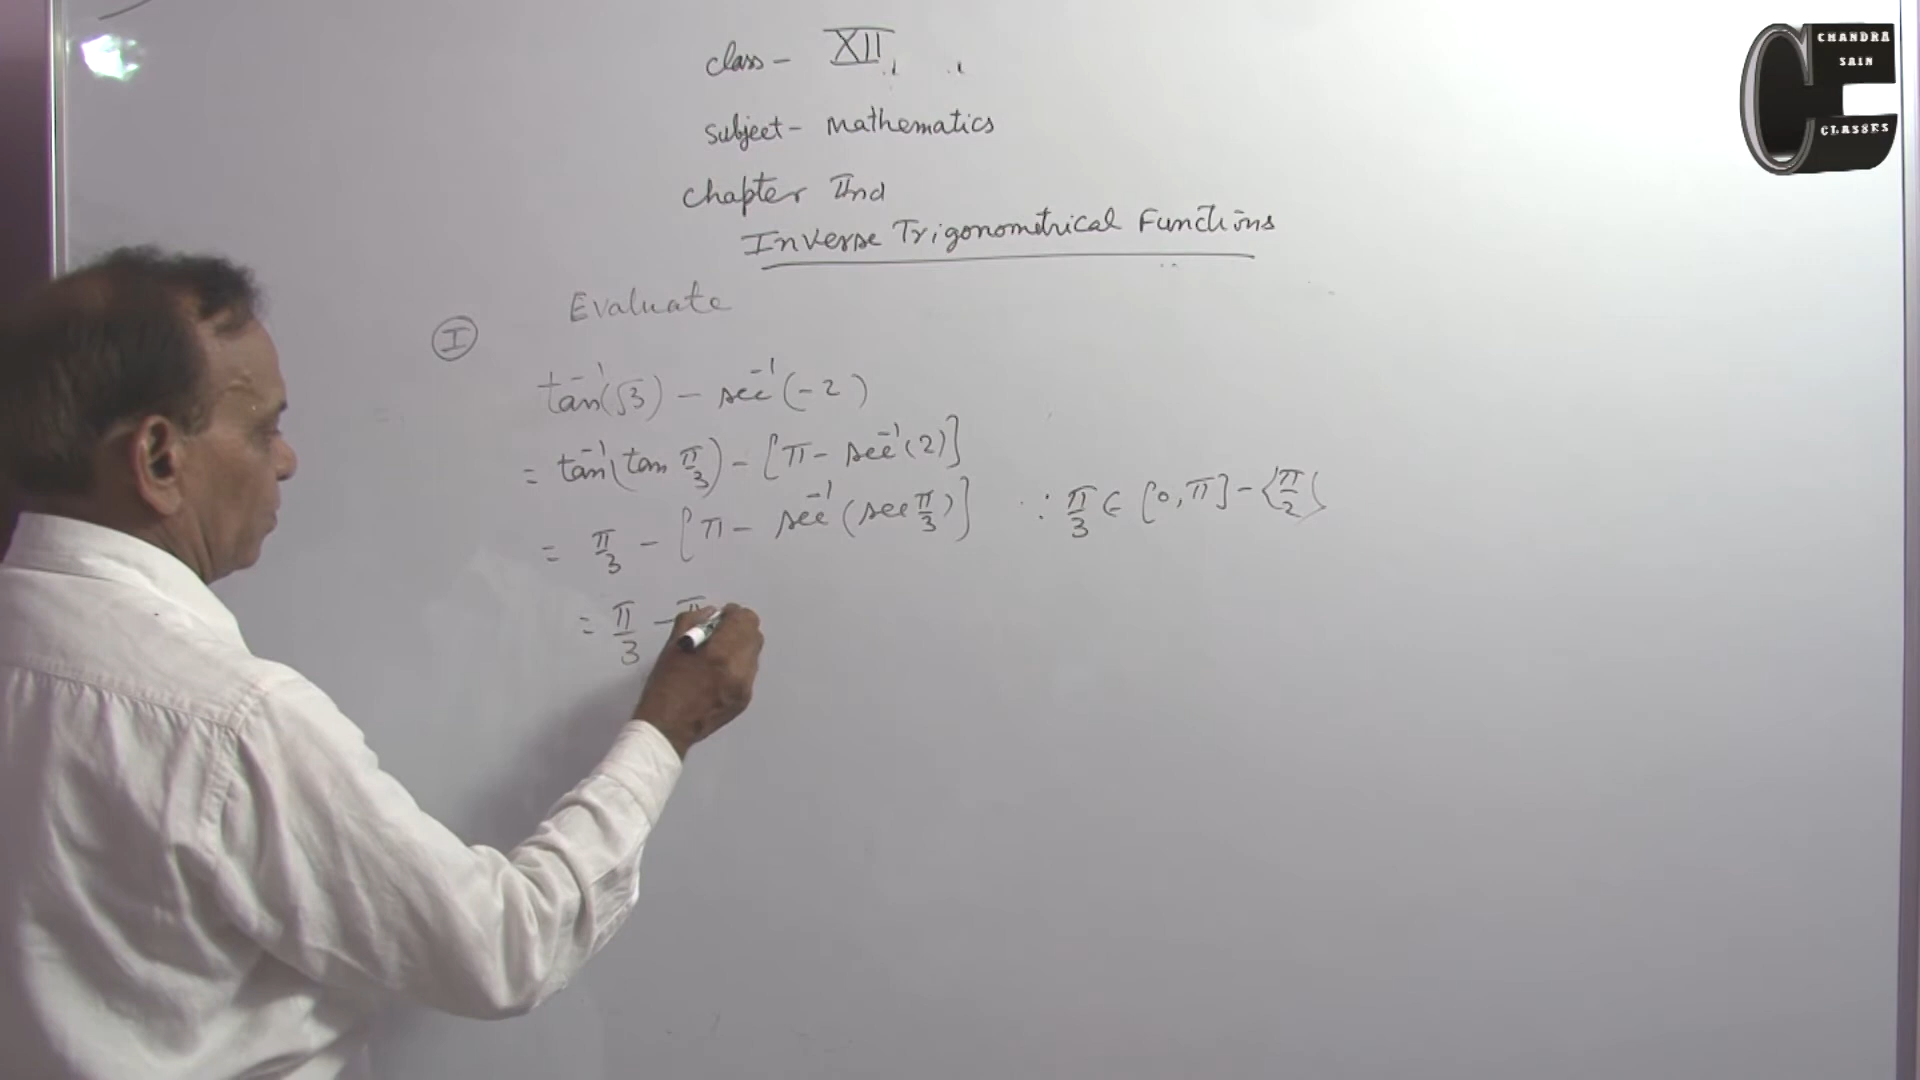 class - XII
subject - Mathematics
chapter IInd
Inverse Trigonometrical Functions
Evaluate
I
tan⁻¹(√3) - sec⁻¹(-2)
= tan⁻¹(tan π/3) - [π - sec⁻¹(2)]
= π/3 - [π - sec⁻¹(sec π/3)] ∵ π/3 ∈ [0, π] - {π/2}
= π/3 - π
CHANDRA
SAIN
CLASSES